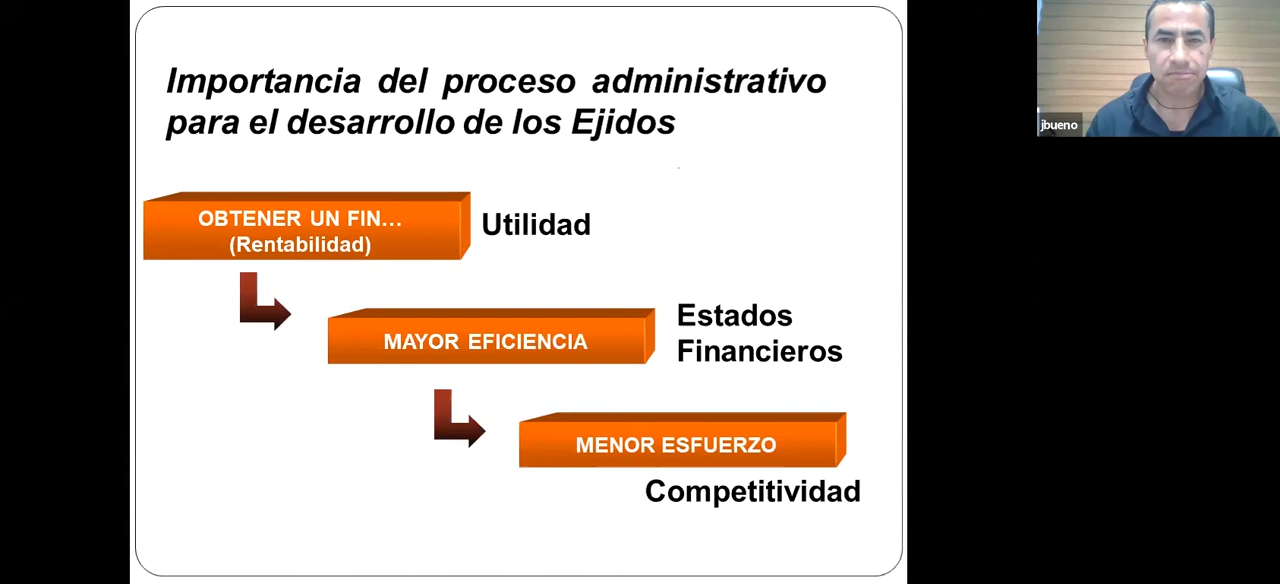 Importancia del proceso administrativo
para el desarrollo de los Ejidos
OBTENER UN FIN...
(Rentabilidad)
Utilidad
MAYOR EFICIENCIA
Estados
Financieros
MENOR ESFUERZO
Competitividad
jbueno